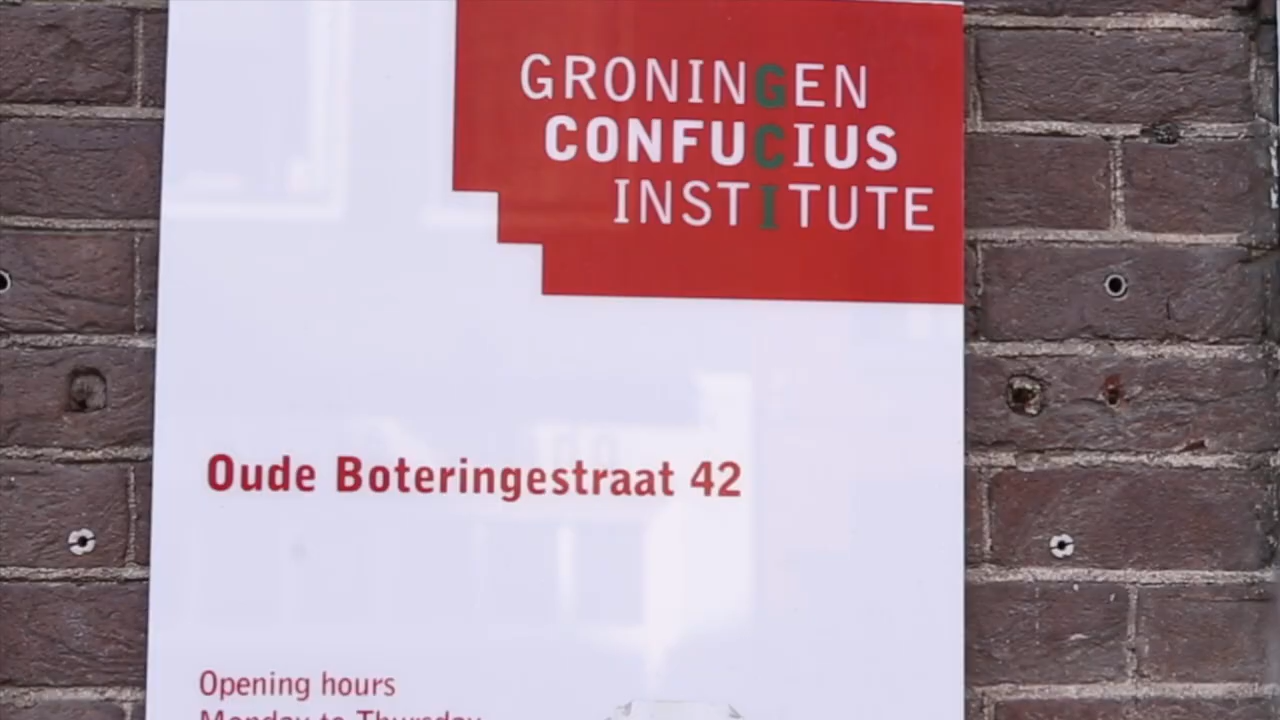 GRONINGEN
CONFUCIUS
INSTITUTE
Oude Boteringestraat 42
Opening hours
Monday to Thursday